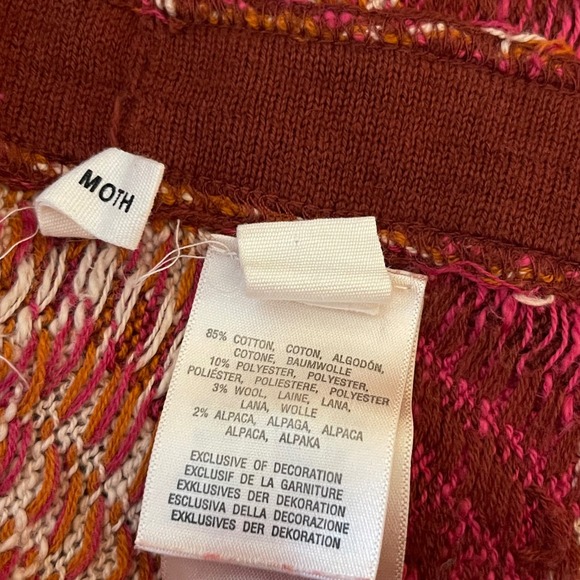 MOTH
85% COTTON, COTON, ALGODÓN,
COTONE, BAUMWOLLE
10% POLYESTER, POLYESTER,
POLIÉSTER, POLIESTERE, POLYESTER
3% WOOL, LAINE, LANA,
LANA, WOLLE
2% ALPACA, ALPAGA, ALPACA
ALPACA, ALPAKA
EXCLUSIVE OF DECORATION
EXCLUSIF DE LA GARNITURE
EXKLUSIVES DER DEKORATION
ESCLUSIVA DELLA DECORAZIONE
EXKLUSIVES DER DEKORATION